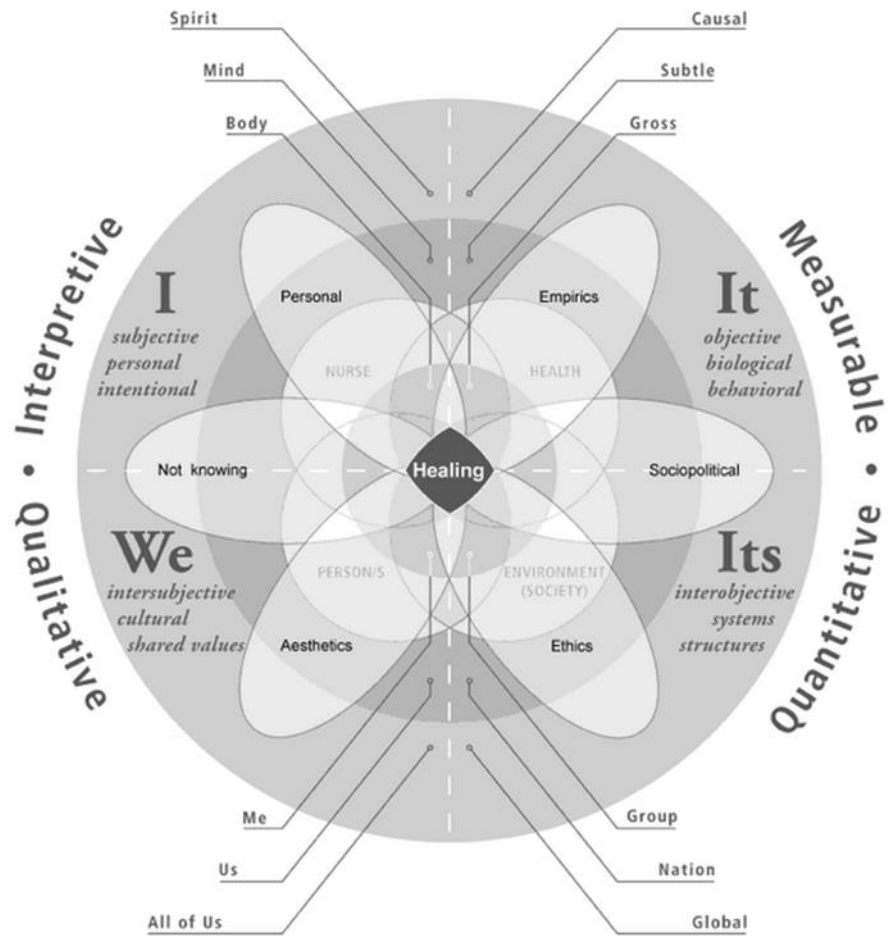 Spirit
Causal
Mind
Subtle
Body
Gross
Interpretive • Qualitative
Measurable • Quantitative
I
subjective
personal
intentional
It
objective
biological
behavioral
Personal
Empirics
NURSE
HEALTH
Not knowing
Healing
Sociopolitical
We
intersubjective
cultural
shared values
Its
interobjective
systems
structures
PERSON/S
ENVIRONMENT
(SOCIETY)
Aesthetics
Ethics
Me
Group
Us
Nation
All of Us
Global